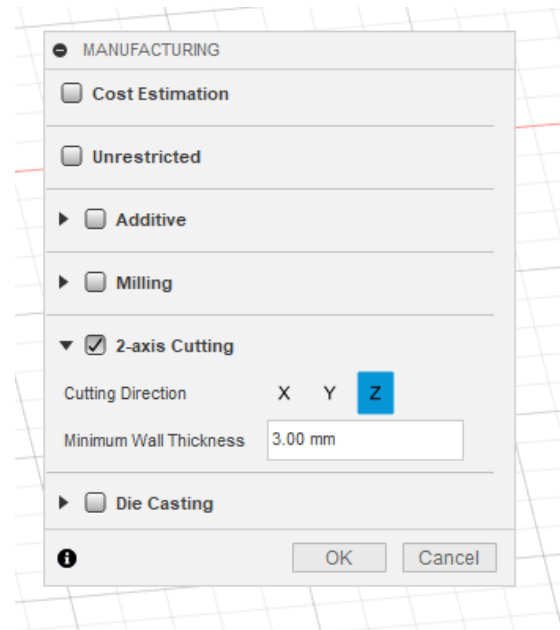 MANUFACTURING
Cost Estimation
Unrestricted
Additive
Milling
2-axis Cutting
Cutting Direction X Y Z
Minimum Wall Thickness 3.00 mm
Die Casting
OK Cancel